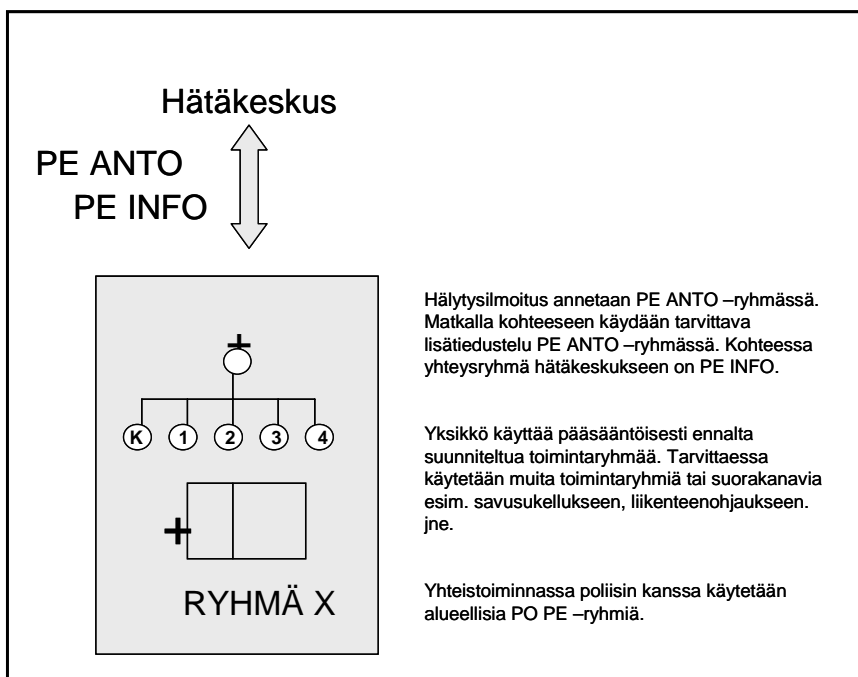 Hätäkeskus
PE ANTO
PE INFO
Hälytysilmoitus annetaan PE ANTO –ryhmässä.
Matkalla kohteeseen käydään tarvittava
lisätiedustelu PE ANTO –ryhmässä. Kohteessa
yhteysryhmä hätäkeskukseen on PE INFO.
K 1 2 3 4
Yksikkö käyttää pääsääntöisesti ennalta
suunniteltua toimintaryhmää. Tarvittaessa
käytetään muita toimintaryhmiä tai suorakanavia
esim. savusukellukseen, liikenteenohjaukseen.
jne.
RYHMÄ X
Yhteistoiminnassa poliisin kanssa käytetään
alueellisia PO PE –ryhmiä.